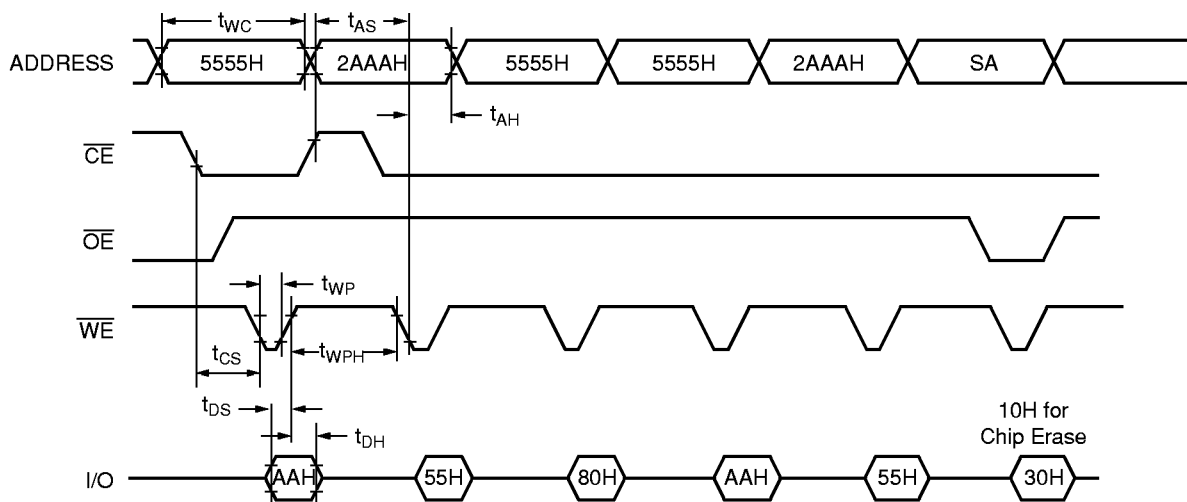 tWC tAS
ADDRESS 5555H 2AAAH 5555H 5555H 2AAAH SA
tAH
CE
OE
tWP
WE
tCS tWPH
tDS
10H for
Chip Erase
tDH
I/O AAH 55H 80H AAH 55H 30H